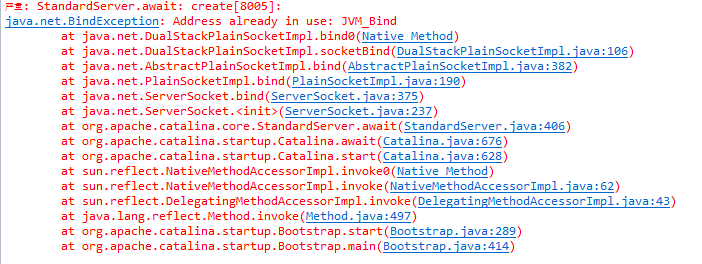 严重: StandardServer.await: create[8005]:
java.net.BindException: Address already in use: JVM_Bind
at java.net.DualStackPlainSocketImpl.bind0(Native Method)
at java.net.DualStackPlainSocketImpl.socketBind(DualStackPlainSocketImpl.java:106)
at java.net.AbstractPlainSocketImpl.bind(AbstractPlainSocketImpl.java:382)
at java.net.PlainSocketImpl.bind(PlainSocketImpl.java:190)
at java.net.ServerSocket.bind(ServerSocket.java:375)
at java.net.ServerSocket.<init>(ServerSocket.java:237)
at org.apache.catalina.core.StandardServer.await(StandardServer.java:406)
at org.apache.catalina.startup.Catalina.await(Catalina.java:676)
at org.apache.catalina.startup.Catalina.start(Catalina.java:628)
at sun.reflect.NativeMethodAccessorImpl.invoke0(Native Method)
at sun.reflect.NativeMethodAccessorImpl.invoke(NativeMethodAccessorImpl.java:62)
at sun.reflect.DelegatingMethodAccessorImpl.invoke(DelegatingMethodAccessorImpl.java:43)
at java.lang.reflect.Method.invoke(Method.java:497)
at org.apache.catalina.startup.Bootstrap.start(Bootstrap.java:289)
at org.apache.catalina.startup.Bootstrap.main(Bootstrap.java:414)